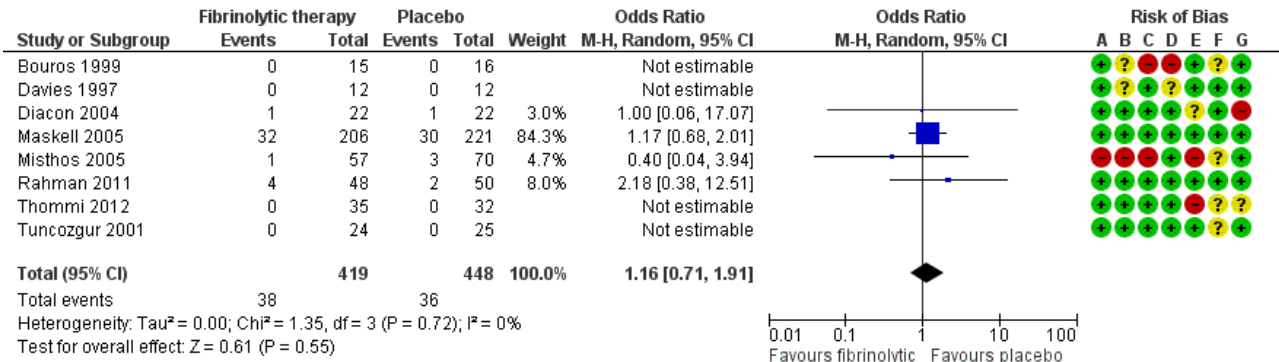 Fibrinolytic therapy Placebo Odds Ratio Odds Ratio Risk of Bias
Study or Subgroup Events Total Events Total Weight M-H, Random, 95% CI M-H, Random, 95% CI A B C D E F G
Bouros 1999 0 15 0 16 Not estimable + ? - - + ? +
Davies 1997 0 12 0 12 Not estimable + ? + ? + + +
Diacon 2004 1 22 1 22 3.0% 1.00 [0.06, 17.07] + + + + ? + -
Maskell 2005 32 206 30 221 84.3% 1.17 [0.68, 2.01] + + + + + + +
Misthos 2005 1 57 3 70 4.7% 0.40 [0.04, 3.94] - - - + - ? +
Rahman 2011 4 48 2 50 8.0% 2.18 [0.38, 12.51] + + + + + + +
Thommi 2012 0 35 0 32 Not estimable + + + + - ? ?
Tuncozgur 2001 0 24 0 25 Not estimable + + + + + ? +
Total (95% CI) 419 448 100.0% 1.16 [0.71, 1.91]
Total events 38 36
Heterogeneity: Tau² = 0.00; Chi² = 1.35, df = 3 (P = 0.72); I² = 0%
Test for overall effect: Z = 0.61 (P = 0.55)
0.01 0.1 1 10 100
Favours fibrinolytic Favours placebo